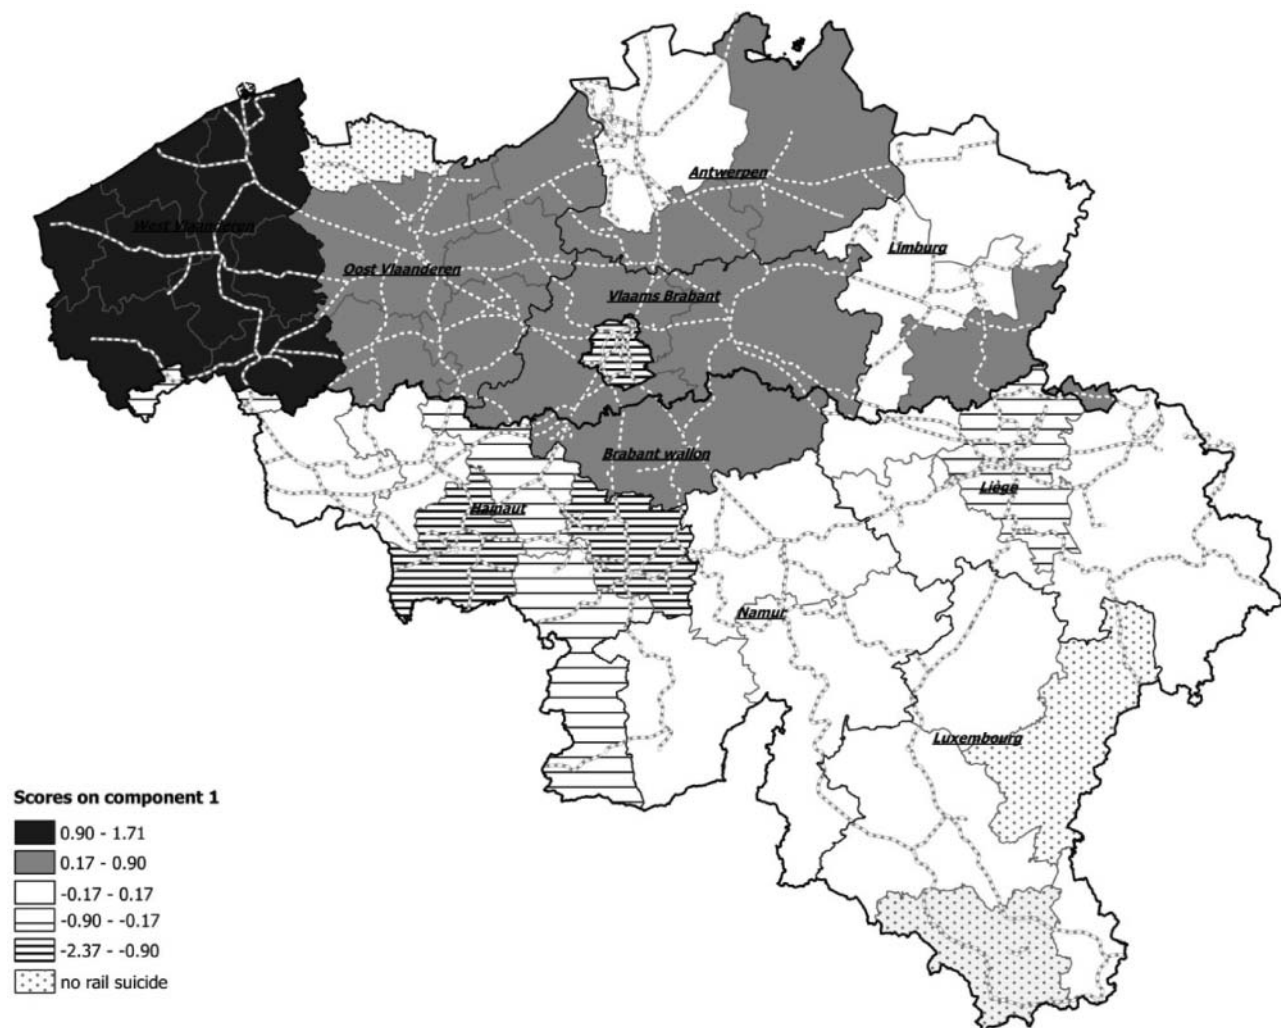 West Vlaanderen
Antwerpen
Limburg
Oost Vlaanderen
Vlaams Brabant
Brabant wallon
Liège
Hainaut
Namur
Luxembourg
Scores on component 1
0.90 - 1.71
0.17 - 0.90
-0.17 - 0.17
-0.90 - -0.17
-2.37 - -0.90
no rail suicide